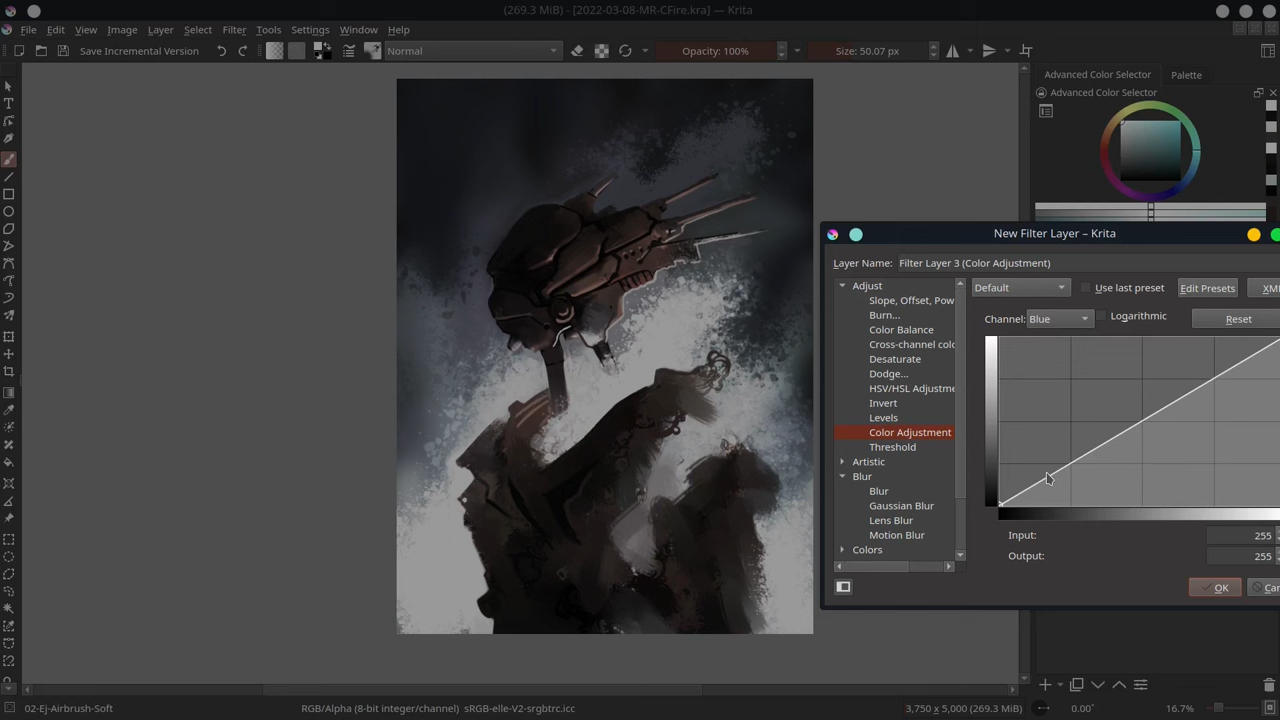 (269.3 MiB) - [2022-03-08-MR-CFire.kra] — Krita
File Edit View Image Layer Select Filter Tools Settings Window Help
Save Incremental Version Normal Opacity: 100% Size: 50.07 px
Advanced Color Selector Palette
Advanced Color Selector
New Filter Layer – Krita
Layer Name: Filter Layer 3 (Color Adjustment)
Adjust
Slope, Offset, Pow
Burn...
Color Balance
Cross-channel colo
Desaturate
Dodge...
HSV/HSL Adjustme
Invert
Levels
Color Adjustment
Threshold
Artistic
Blur
Blur
Gaussian Blur
Lens Blur
Motion Blur
Colors
Default Use last preset Edit Presets XM
Channel: Blue Logarithmic Reset
Input: 255
Output: 255
OK Can
02-Ej-Airbrush-Soft RGB/Alpha (8-bit integer/channel) sRGB-elle-V2-srgbtrc.icc 3,750 x 5,000 (269.3 MiB) 0.00° 16.7%